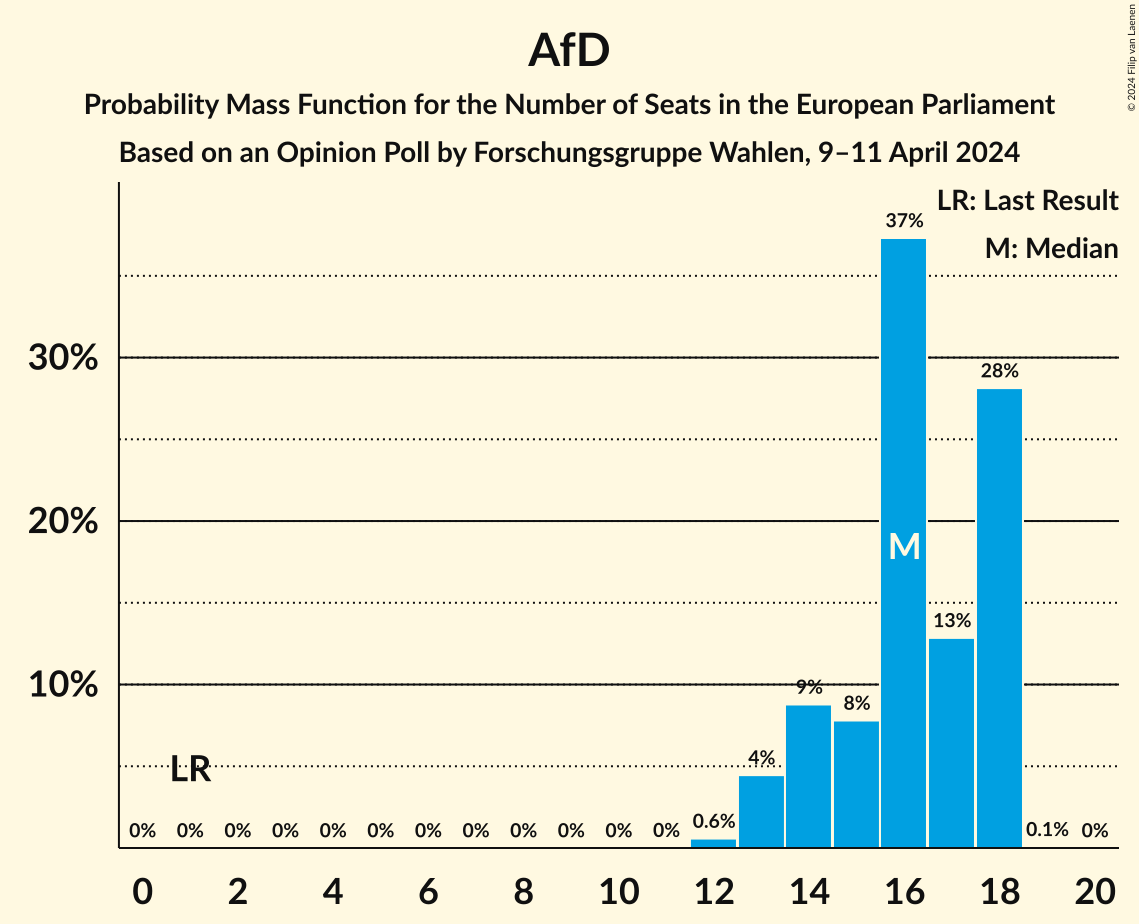 AfD
Probability Mass Function for the Number of Seats in the European Parliament
Based on an Opinion Poll by Forschungsgruppe Wahlen, 9–11 April 2024
© 2024 Filip van Laenen
LR: Last Result
M: Median
37%
30%
28%
20%
M
13%
10%
9%
8%
LR
4%
0% 0% 0% 0% 0% 0% 0% 0% 0% 0% 0% 0% 0.6% 0.1% 0%
0 2 4 6 8 10 12 14 16 18 20